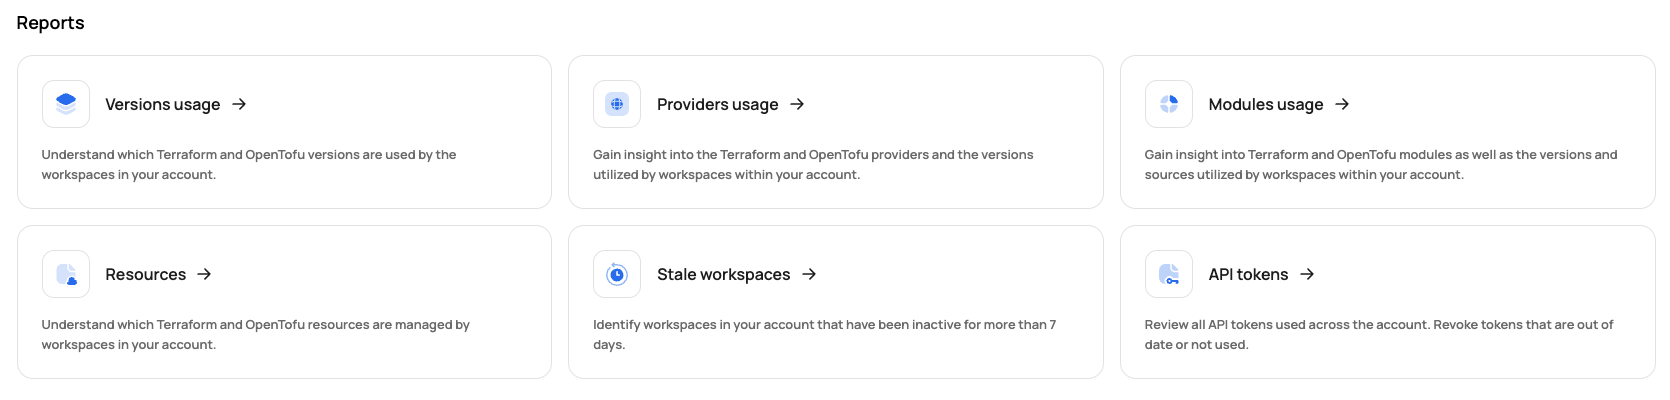 Reports
Versions usage
Understand which Terraform and OpenTofu versions are used by the
workspaces in your account.
Providers usage
Gain insight into the Terraform and OpenTofu providers and the versions
utilized by workspaces within your account.
Modules usage
Gain insight into Terraform and OpenTofu modules as well as the versions and
sources utilized by workspaces within your account.
Resources
Understand which Terraform and OpenTofu resources are managed by
workspaces in your account.
Stale workspaces
Identify workspaces in your account that have been inactive for more than 7
days.
API tokens
Review all API tokens used across the account. Revoke tokens that are out of
date or not used.